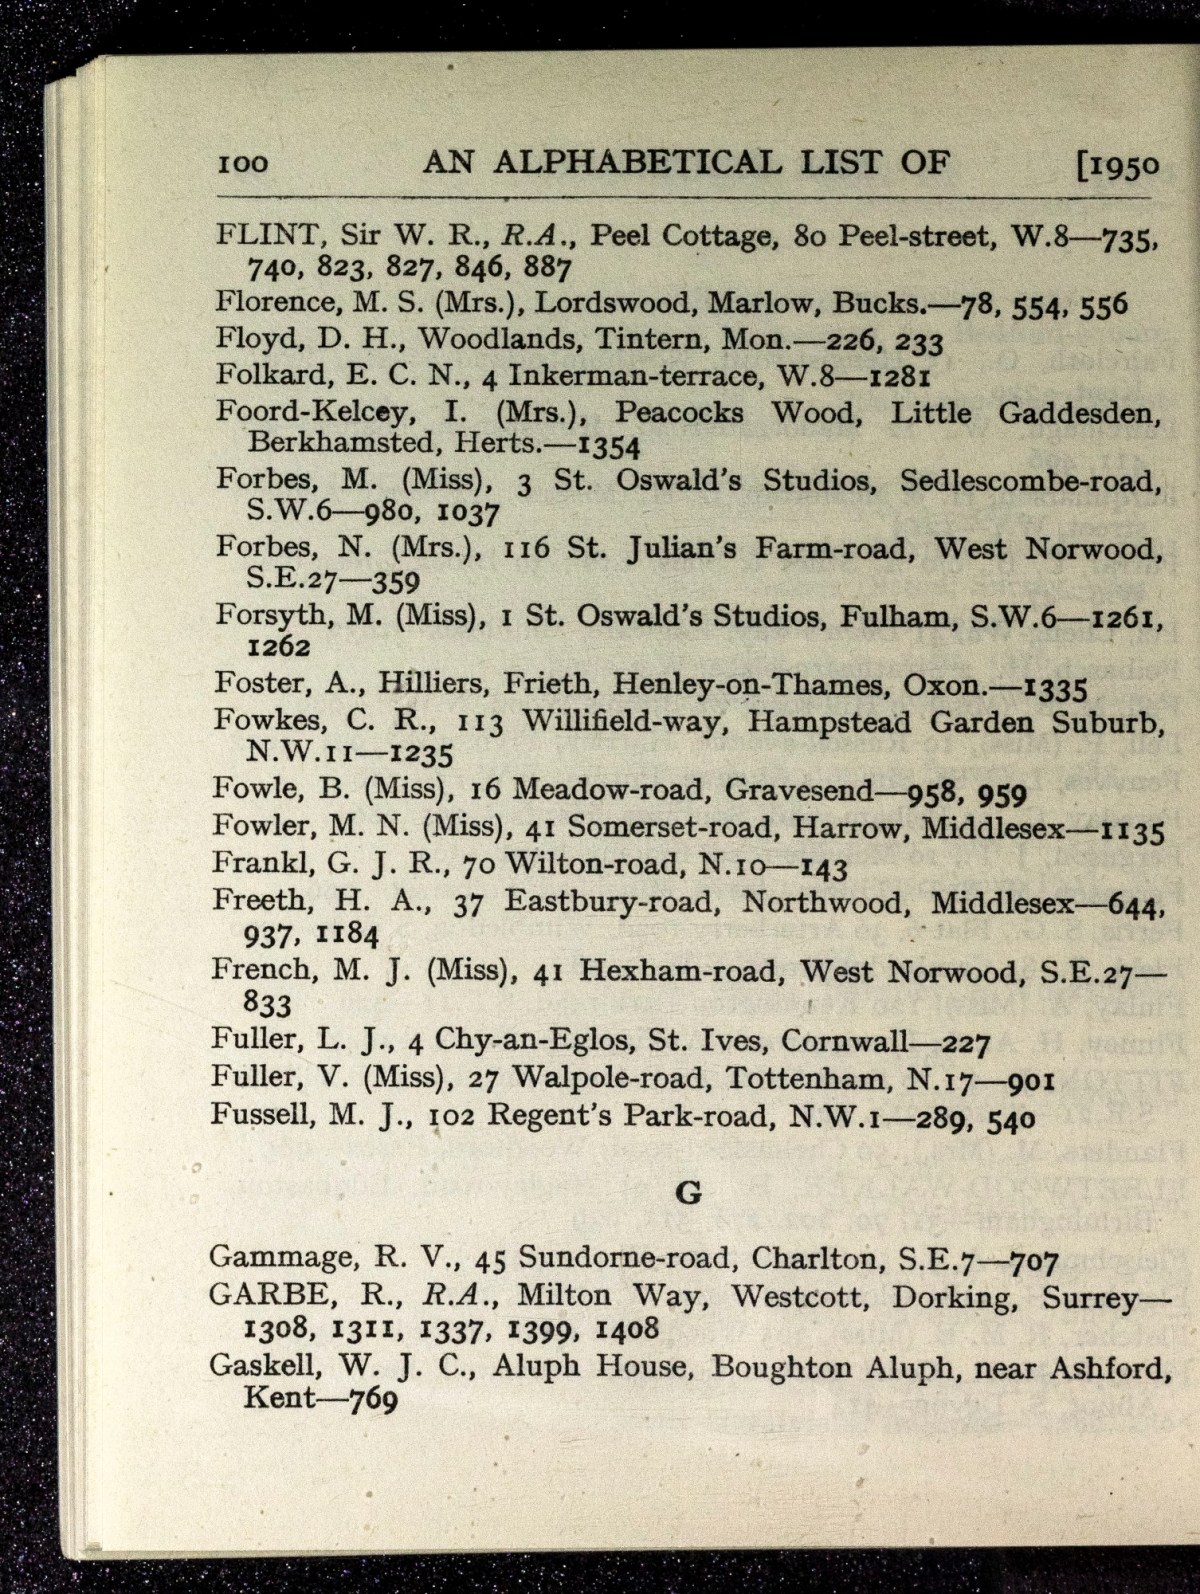 100 AN ALPHABETICAL LIST OF [1950
FLINT, Sir W. R., R.A., Peel Cottage, 80 Peel-street, W.8—735,
740, 823, 827, 846, 887
Florence, M. S. (Mrs.), Lordswood, Marlow, Bucks.—78, 554, 556
Floyd, D. H., Woodlands, Tintern, Mon.—226, 233
Folkard, E. C. N., 4 Inkerman-terrace, W.8—1281
Foord-Kelcey, I. (Mrs.), Peacocks Wood, Little Gaddesden,
Berkhamsted, Herts.—1354
Forbes, M. (Miss), 3 St. Oswald's Studios, Sedlescombe-road,
S.W.6—980, 1037
Forbes, N. (Mrs.), 116 St. Julian's Farm-road, West Norwood,
S.E.27—359
Forsyth, M. (Miss), 1 St. Oswald's Studios, Fulham, S.W.6—1261,
1262
Foster, A., Hilliers, Frieth, Henley-on-Thames, Oxon.—1335
Fowkes, C. R., 113 Willifield-way, Hampstead Garden Suburb,
N.W.11—1235
Fowle, B. (Miss), 16 Meadow-road, Gravesend—958, 959
Fowler, M. N. (Miss), 41 Somerset-road, Harrow, Middlesex—1135
Frankl, G. J. R., 70 Wilton-road, N.10—143
Freeth, H. A., 37 Eastbury-road, Northwood, Middlesex—644,
937, 1184
French, M. J. (Miss), 41 Hexham-road, West Norwood, S.E.27—
833
Fuller, L. J., 4 Chy-an-Eglos, St. Ives, Cornwall—227
Fuller, V. (Miss), 27 Walpole-road, Tottenham, N.17—901
Fussell, M. J., 102 Regent's Park-road, N.W.1—289, 540
G
Gammage, R. V., 45 Sundorne-road, Charlton, S.E.7—707
GARBE, R., R.A., Milton Way, Westcott, Dorking, Surrey—
1308, 1311, 1337, 1399, 1408
Gaskell, W. J. C., Aluph House, Boughton Aluph, near Ashford,
Kent—769